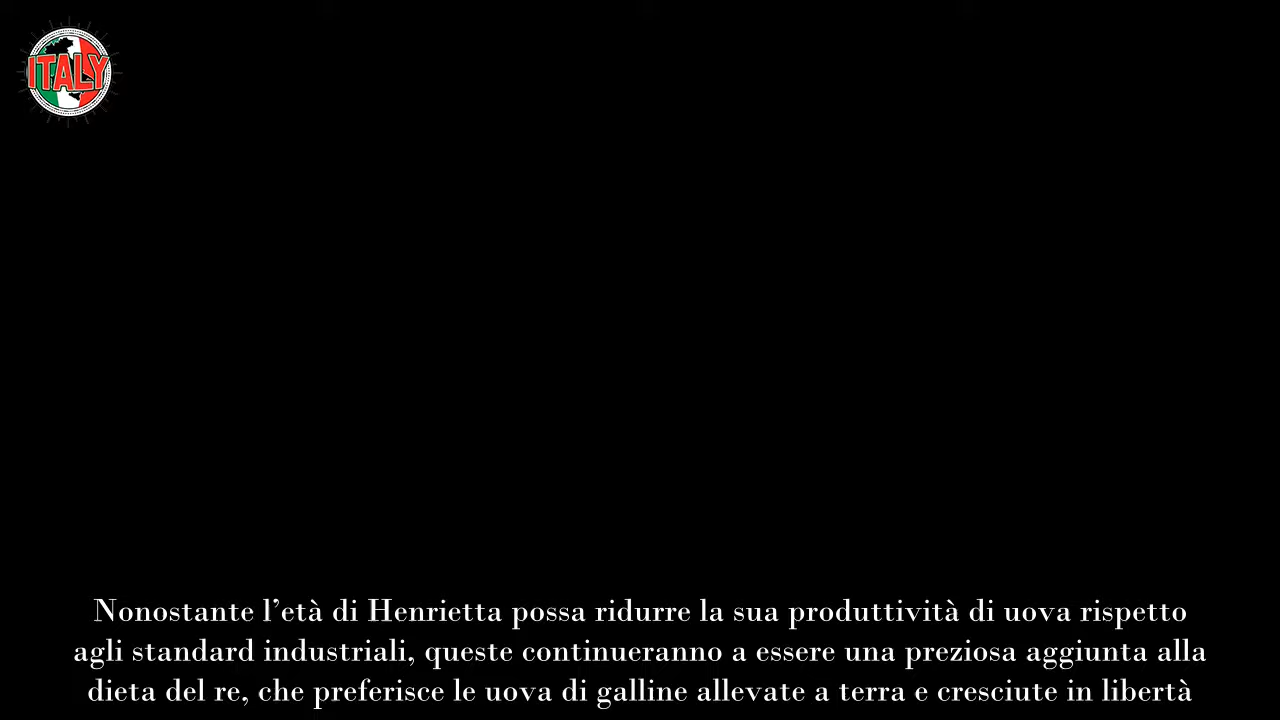 ITALY
Nonostante l’età di Henrietta possa ridurre la sua produttività di uova rispetto
agli standard industriali, queste continueranno a essere una preziosa aggiunta alla
dieta del re, che preferisce le uova di galline allevate a terra e cresciute in libertà